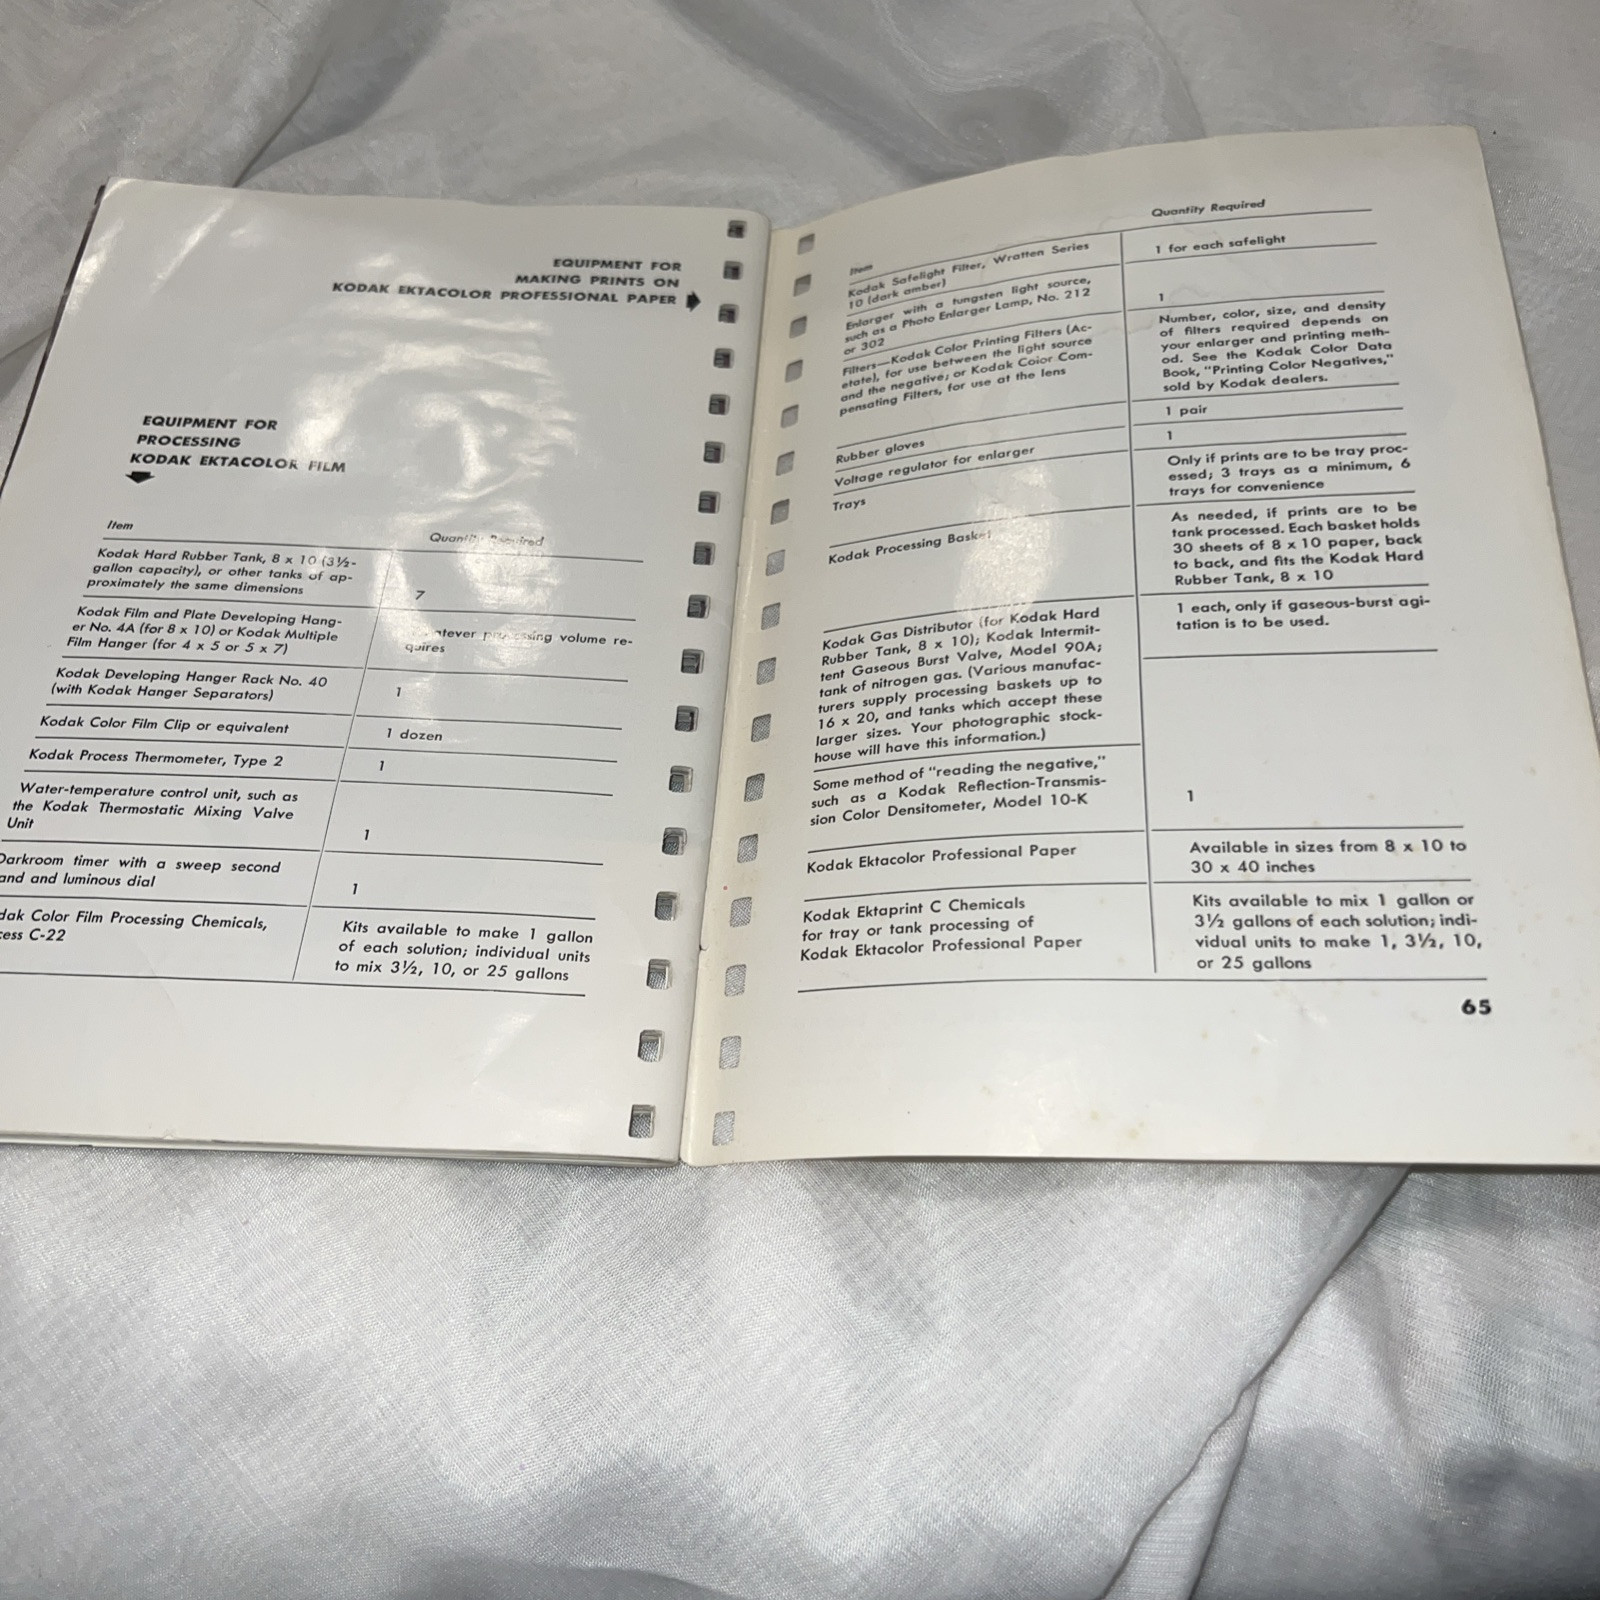 EQUIPMENT FOR
MAKING PRINTS ON
KODAK EKTACOLOR PROFESSIONAL PAPER
EQUIPMENT FOR
PROCESSING
KODAK EKTACOLOR FILM
Item
Quantity Required
Kodak Hard Rubber Tank, 8 x 10 (3½-
gallon capacity), or other tanks of ap-
proximately the same dimensions
7
Kodak Film and Plate Developing Hang-
er No. 4A (for 8 x 10) or Kodak Multiple
Film Hanger (for 4 x 5 or 5 x 7)
processing volume re-
quires
Kodak Developing Hanger Rack No. 40
(with Kodak Hanger Separators)
1
Kodak Color Film Clip or equivalent
1 dozen
Kodak Process Thermometer, Type 2
1
Water-temperature control unit, such as
the Kodak Thermostatic Mixing Valve
Unit
1
Darkroom timer with a sweep second
and and luminous dial
1
dak Color Film Processing Chemicals,
cess C-22
Kits available to make 1 gallon
of each solution; individual units
to mix 3½, 10, or 25 gallons
Item
Quantity Required
Kodak Safelight Filter, Wratten Series
10 (dark amber)
1 for each safelight
Enlarger with a tungsten light source,
such as a Photo Enlarger Lamp, No. 212
or 302
1
Filters—Kodak Color Printing Filters (Ac-
etate), for use between the light source
and the negative; or Kodak Color Com-
pensating Filters, for use at the lens
Number, color, size, and density
of filters required depends on
your enlarger and printing meth-
od. See the Kodak Color Data
Book, "Printing Color Negatives,"
sold by Kodak dealers.
Rubber gloves
1 pair
Voltage regulator for enlarger
1
Trays
Only if prints are to be tray proc-
essed; 3 trays as a minimum, 6
trays for convenience
Kodak Processing Basket
As needed, if prints are to be
tank processed. Each basket holds
30 sheets of 8 x 10 paper, back
to back, and fits the Kodak Hard
Rubber Tank, 8 x 10
Kodak Gas Distributor (for Kodak Hard
Rubber Tank, 8 x 10); Kodak Intermit-
tent Gaseous Burst Valve, Model 90A;
tank of nitrogen gas. (Various manufac-
turers supply processing baskets up to
16 x 20, and tanks which accept these
larger sizes. Your photographic stock-
house will have this information.)
1 each, only if gaseous-burst agi-
tation is to be used.
Some method of "reading the negative,"
such as a Kodak Reflection-Transmis-
sion Color Densitometer, Model 10-K
1
Kodak Ektacolor Professional Paper
Available in sizes from 8 x 10 to
30 x 40 inches
Kodak Ektaprint C Chemicals
for tray or tank processing of
Kodak Ektacolor Professional Paper
Kits available to mix 1 gallon or
3½ gallons of each solution; indi-
vidual units to make 1, 3½, 10,
or 25 gallons
65